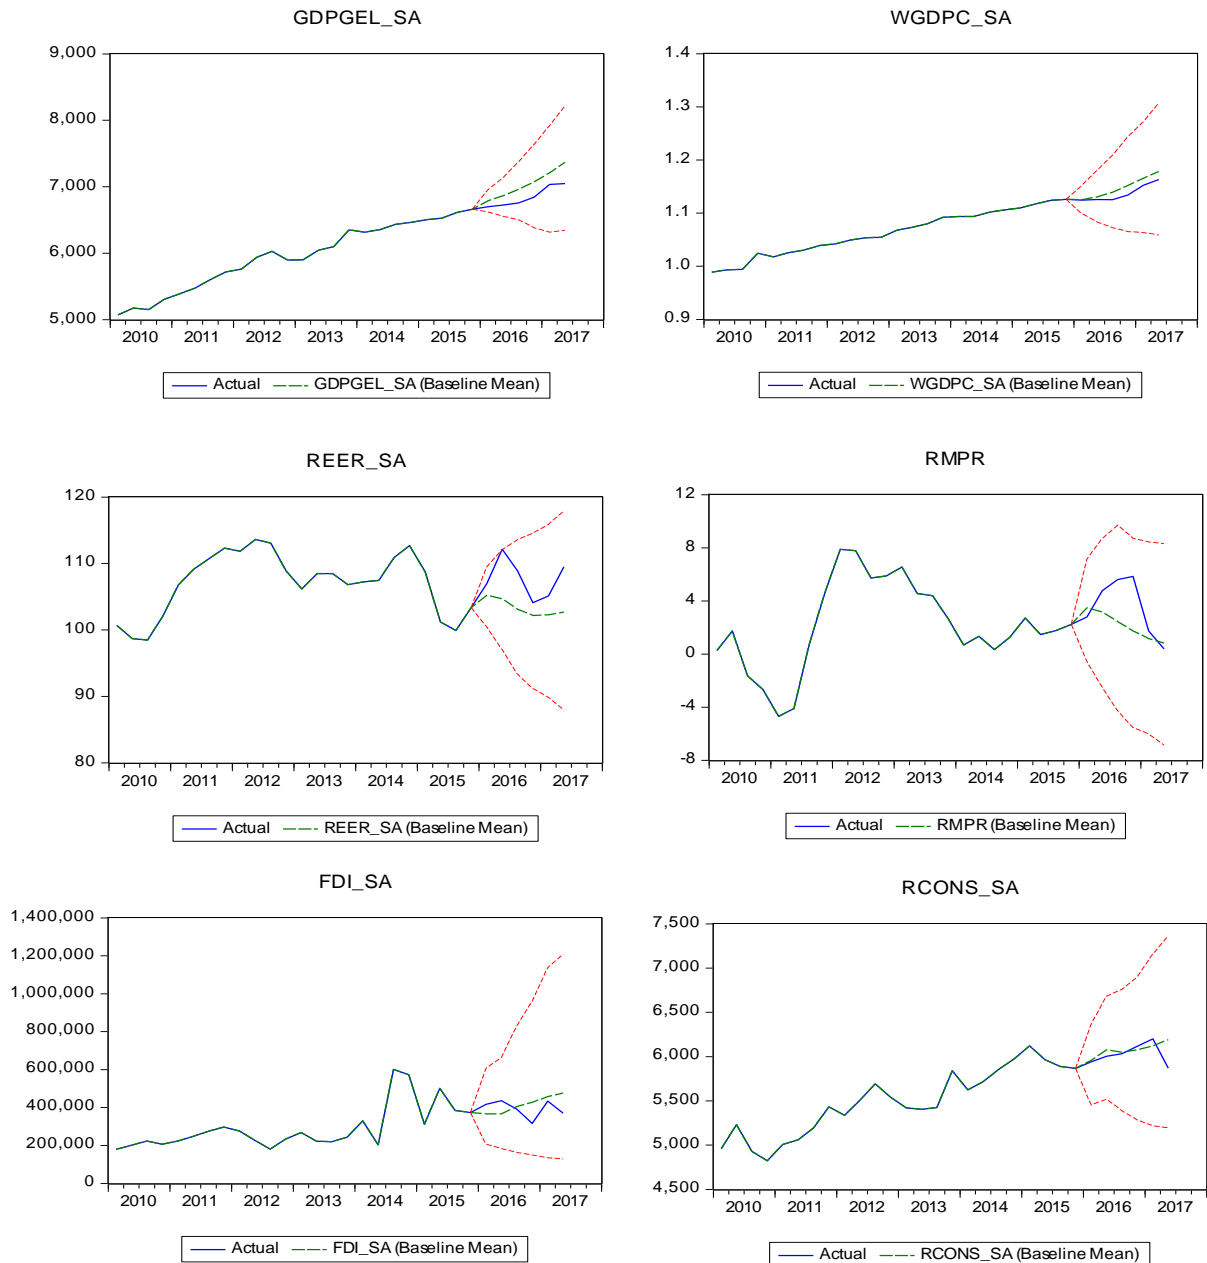 GDPGEL_SA
9,000
8,000
7,000
6,000
5,000
2010 2011 2012 2013 2014 2015 2016 2017
Actual GDPGEL_SA (Baseline Mean)
WGDPC_SA
1.4
1.3
1.2
1.1
1.0
0.9
2010 2011 2012 2013 2014 2015 2016 2017
Actual WGDPC_SA (Baseline Mean)
REER_SA
120
110
100
90
80
2010 2011 2012 2013 2014 2015 2016 2017
Actual REER_SA (Baseline Mean)
RMPR
12
8
4
0
-4
-8
2010 2011 2012 2013 2014 2015 2016 2017
Actual RMPR (Baseline Mean)
FDI_SA
1,400,000
1,200,000
1,000,000
800,000
600,000
400,000
200,000
0
2010 2011 2012 2013 2014 2015 2016 2017
Actual FDI_SA (Baseline Mean)
RCONS_SA
7,500
7,000
6,500
6,000
5,500
5,000
4,500
2010 2011 2012 2013 2014 2015 2016 2017
Actual RCONS_SA (Baseline Mean)